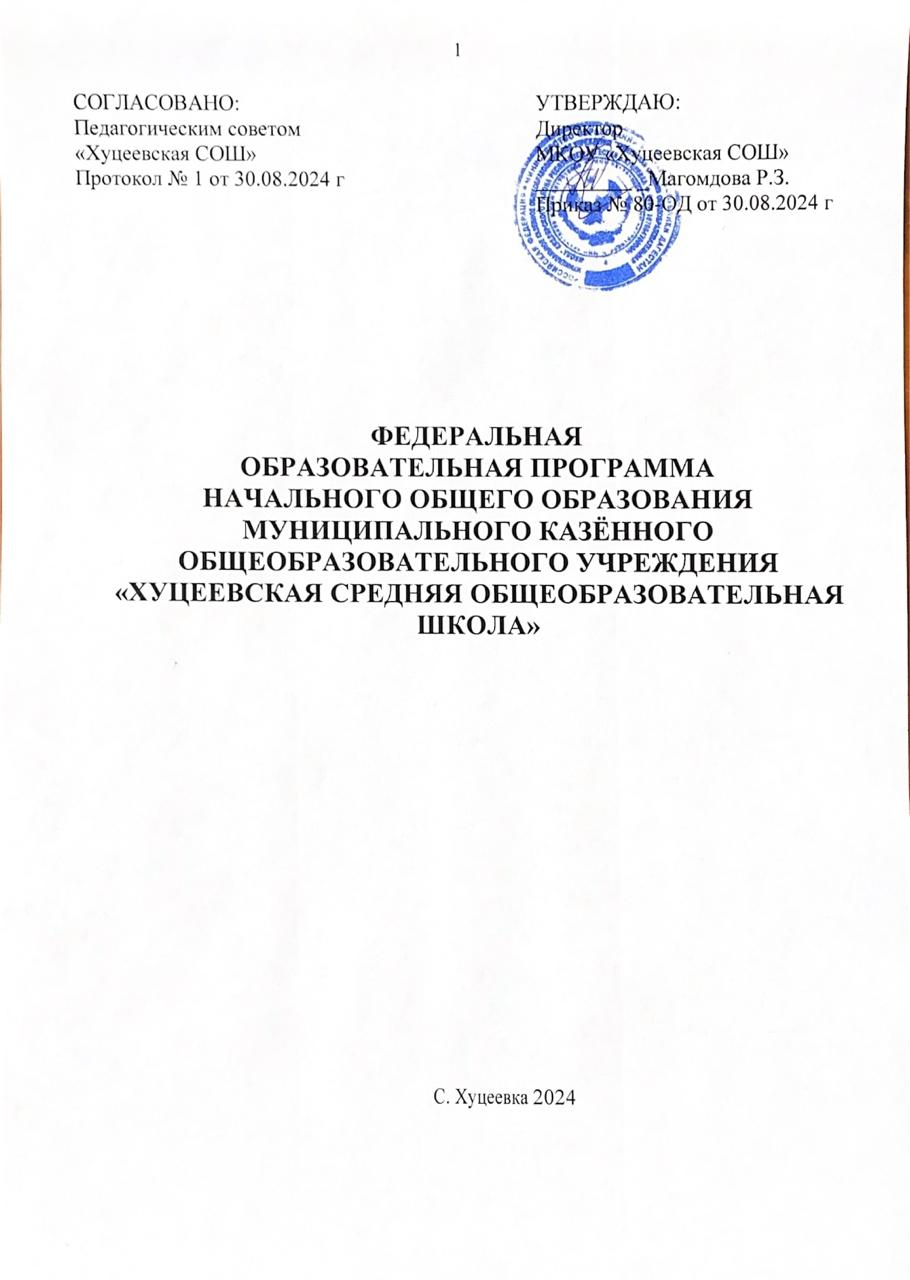 1
СОГЛАСОВАНО:
Педагогическим советом
«Хуцеевская СОШ»
Протокол № 1 от 30.08.2024 г
УТВЕРЖДАЮ:
Директор
МКОУ «Хуцеевская СОШ»
Магомдова Р.З.
Приказ № 80-ОД от 30.08.2024 г
ФЕДЕРАЛЬНАЯ
ОБРАЗОВАТЕЛЬНАЯ ПРОГРАММА
НАЧАЛЬНОГО ОБЩЕГО ОБРАЗОВАНИЯ
МУНИЦИПАЛЬНОГО КАЗЁННОГО
ОБЩЕОБРАЗОВАТЕЛЬНОГО УЧРЕЖДЕНИЯ
«ХУЦЕЕВСКАЯ СРЕДНЯЯ ОБЩЕОБРАЗОВАТЕЛЬНАЯ
ШКОЛА»
С. Хуцеевка 2024